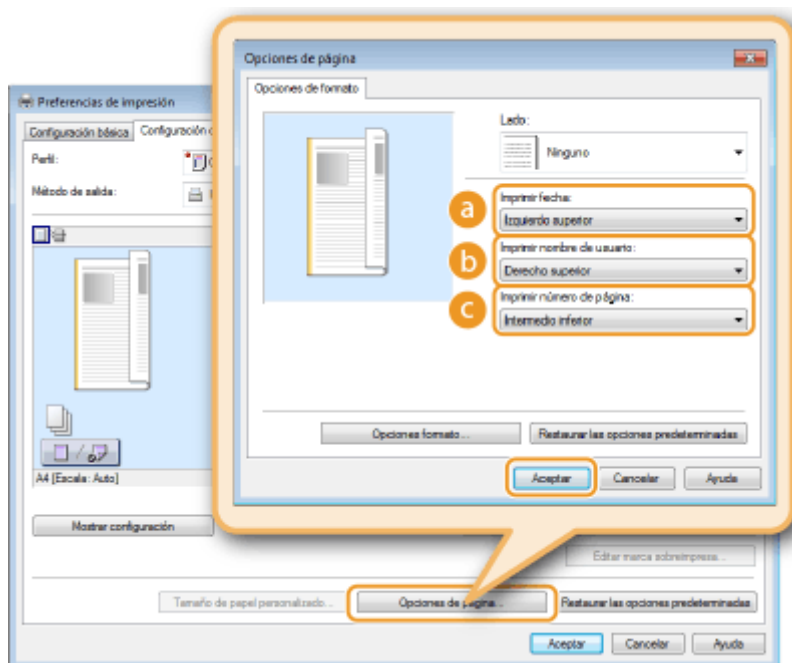 Opciones de página
Opciones de formato
Lado:
Ninguno
a
Imprimir fecha:
Izquierdo superior
b
Imprimir nombre de usuario:
Derecho superior
c
Imprimir número de página:
Intermedio inferior
Opciones formato...
Restaurar las opciones predeterminadas
Aceptar
Cancelar
Ayuda
Preferencias de impresión
Configuración básica
Configuración
Perfil:
Método de salida:
A4 [Escala: Auto]
Mostrar configuración
Editar marca sobreimpresa...
Tamaño de papel personalizado...
Opciones de página...
Restaurar las opciones predeterminadas
Aceptar
Cancelar
Ayuda